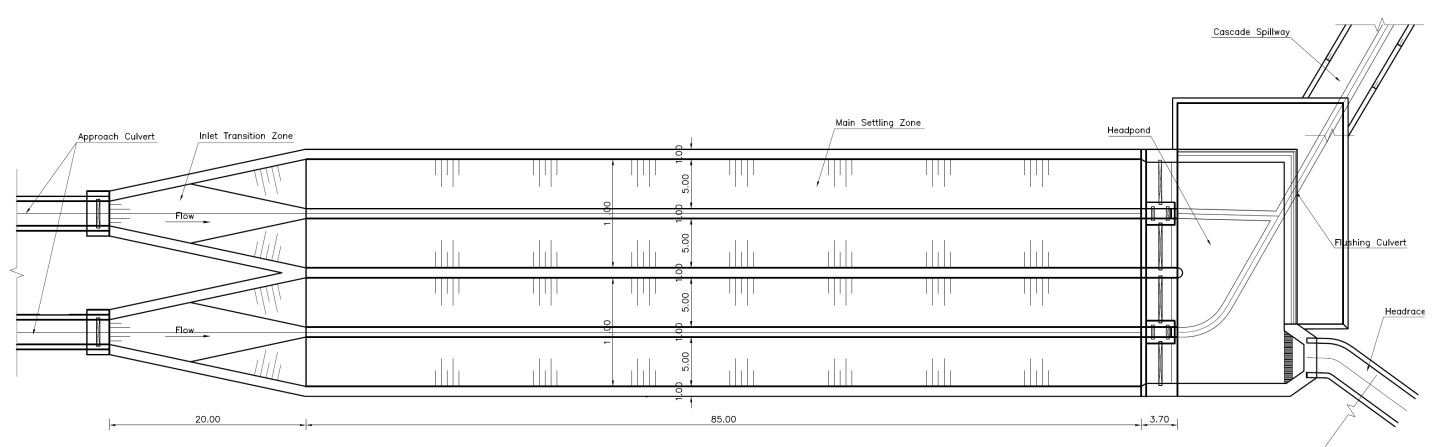 Cascade Spillway
Main Settling Zone
Headpond
Approach Culvert
Inlet Transition Zone
1.00
5.00
Flow
1.00
1.00
5.00
Flushing Culvert
1.00
5.00
Headrace
Flow
1.00
1.00
5.00
1.00
20.00
85.00
3.70